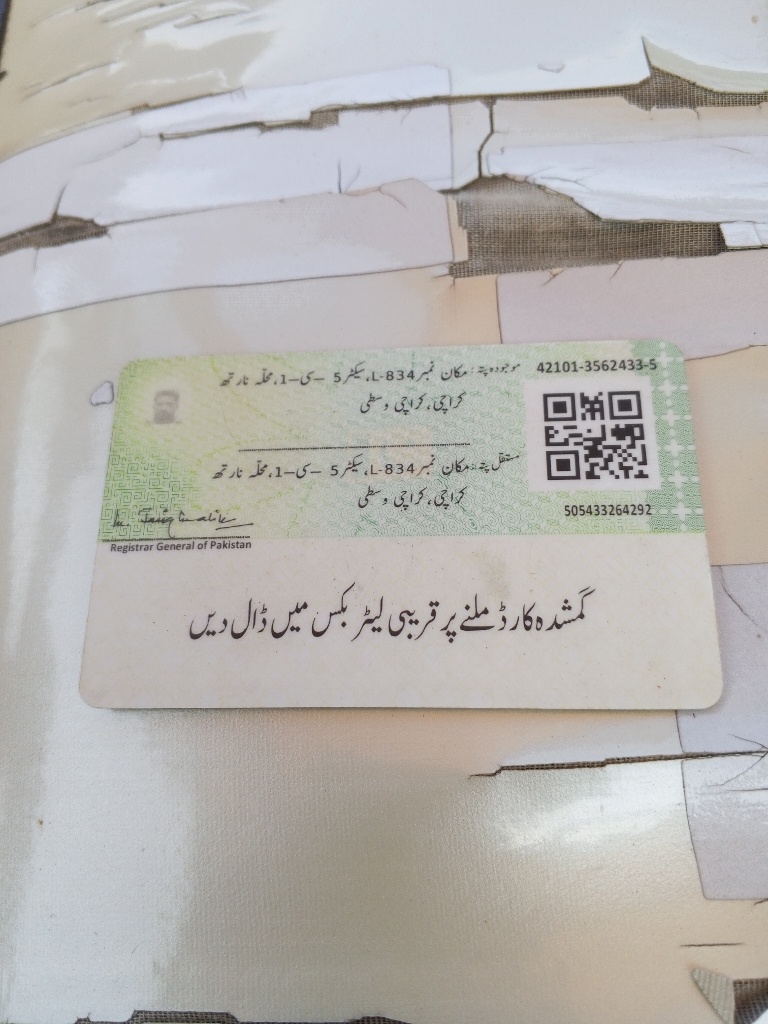 موجودہ پتہ: مکان نمبر L-834، سیکٹر 5 –سی–1، محلّہ نارتھ
کراچی، کراچی وسطی
42101-3562433-5
مستقل پتہ: مکان نمبر L-834، سیکٹر 5 –سی–1، محلّہ نارتھ
کراچی، کراچی وسطی
505433264292
Registrar General of Pakistan
گمشدہ کارڈ ملنے پر قریبی لیٹر بکس میں ڈال دیں